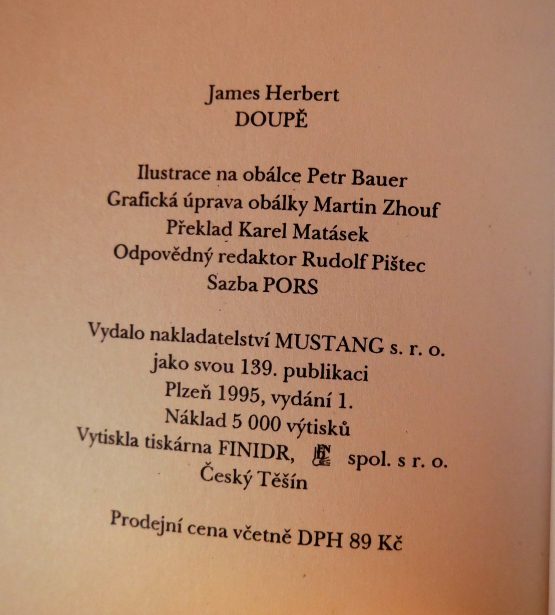 James Herbert
DOUPĚ
Ilustrace na obálce Petr Bauer
Grafická úprava obálky Martin Zhouf
Překlad Karel Matásek
Odpovědný redaktor Rudolf Pištec
Sazba PORS
Vydalo nakladatelství MUSTANG s. r. o.
jako svou 139. publikaci
Plzeň 1995, vydání 1.
Náklad 5 000 výtisků
Vytiskla tiskárna FINIDR, spol. s r. o.
Český Těšín
Prodejní cena včetně DPH 89 Kč